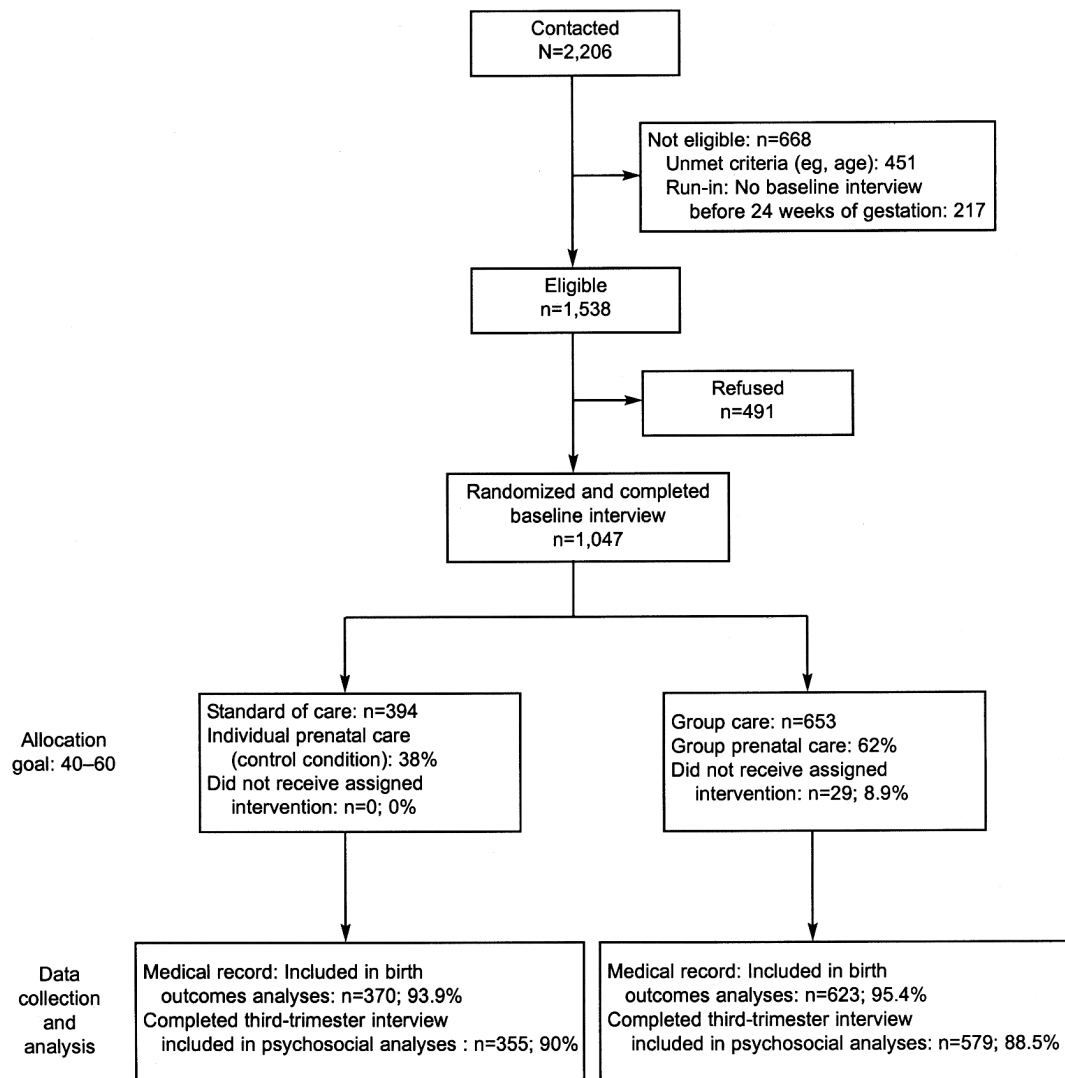 Contacted
N=2,206
Not eligible: n=668
Unmet criteria (eg, age): 451
Run-in: No baseline interview
before 24 weeks of gestation: 217
Eligible
n=1,538
Refused
n=491
Randomized and completed
baseline interview
n=1,047
Allocation
goal: 40–60
Standard of care: n=394
Individual prenatal care
(control condition): 38%
Did not receive assigned
intervention: n=0; 0%
Group care: n=653
Group prenatal care: 62%
Did not receive assigned
intervention: n=29; 8.9%
Data
collection
and
analysis
Medical record: Included in birth
outcomes analyses: n=370; 93.9%
Completed third-trimester interview
included in psychosocial analyses : n=355; 90%
Medical record: Included in birth
outcomes analyses: n=623; 95.4%
Completed third-trimester interview
included in psychosocial analyses: n=579; 88.5%